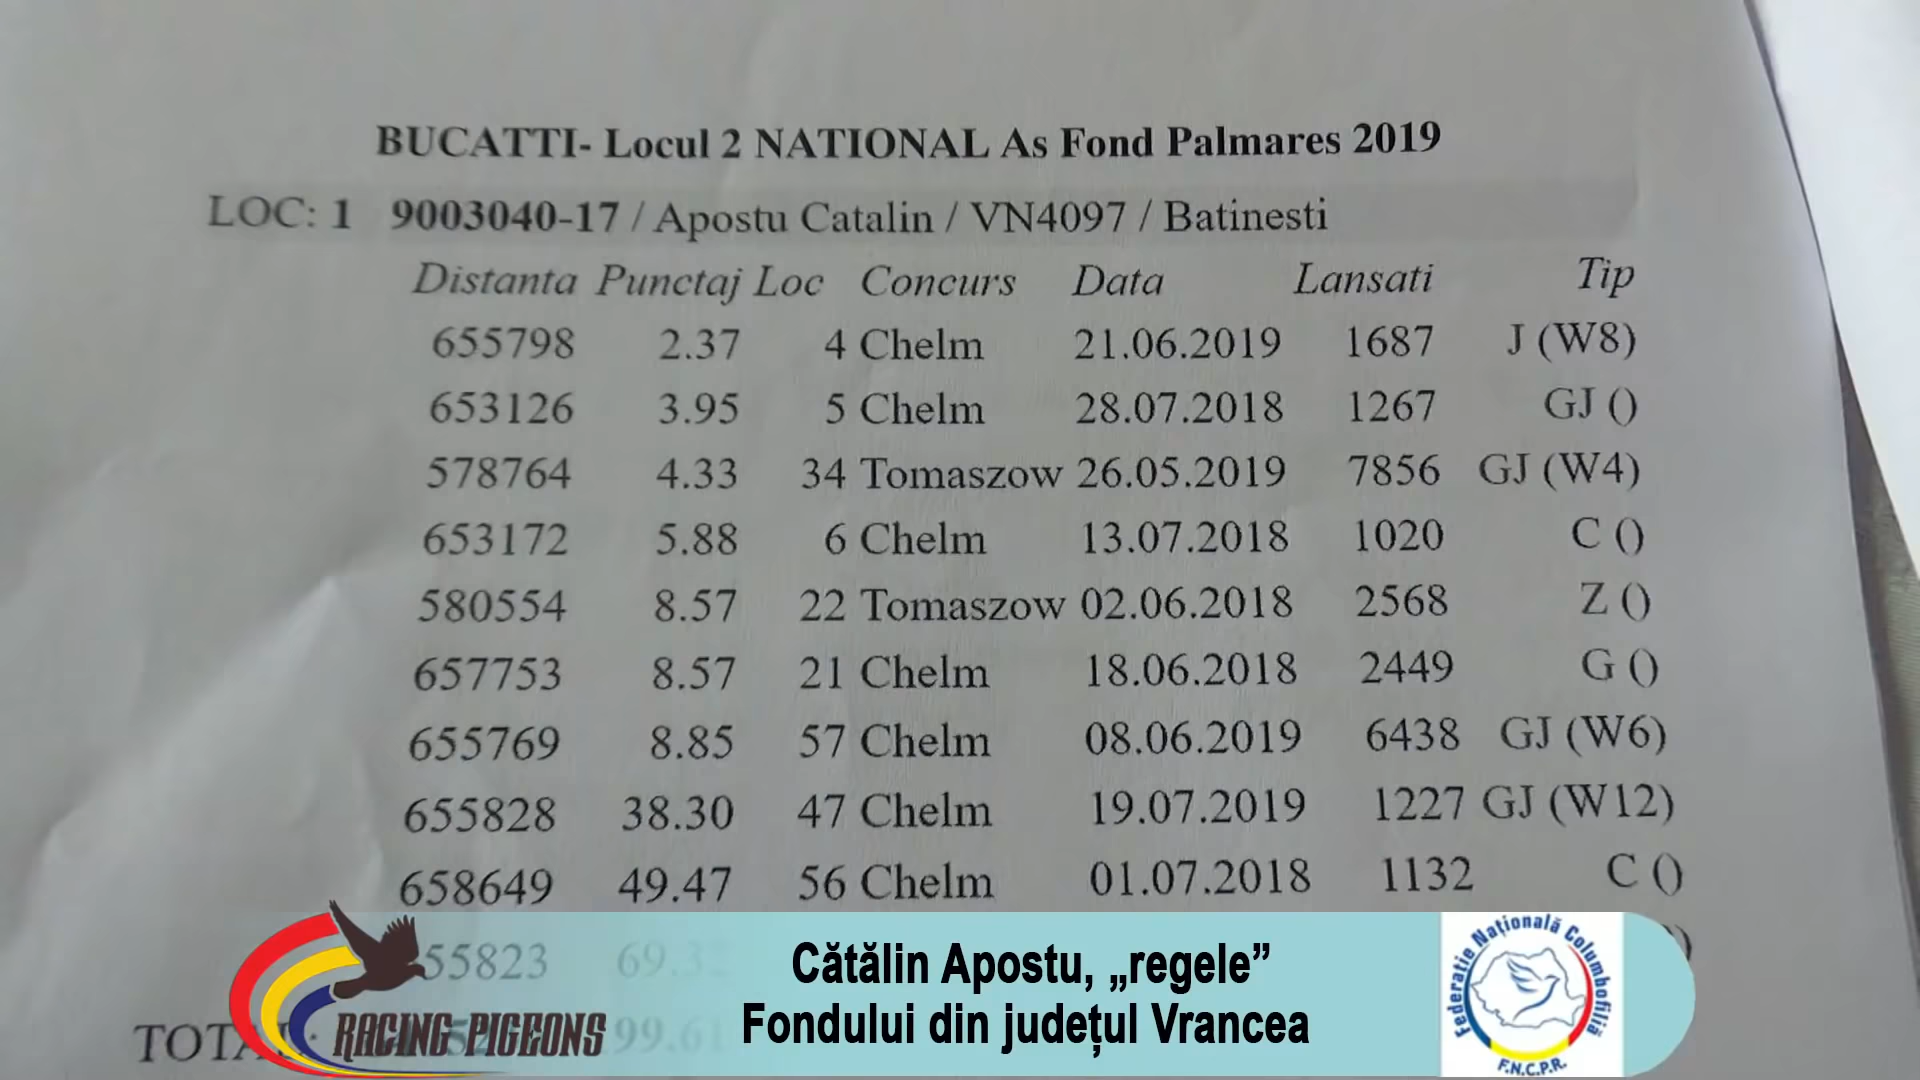 BUCATTI- Locul 2 NATIONAL As Fond Palmares 2019
LOC: 1 9003040-17 / Apostu Catalin / VN4097 / Batinesti
Distanta Punctaj Loc Concurs Data Lansati Tip
655798 2.37 4 Chelm 21.06.2019 1687 J (W8)
653126 3.95 5 Chelm 28.07.2018 1267 GJ ()
578764 4.33 34 Tomaszow 26.05.2019 7856 GJ (W4)
653172 5.88 6 Chelm 13.07.2018 1020 C ()
580554 8.57 22 Tomaszow 02.06.2018 2568 Z ()
657753 8.57 21 Chelm 18.06.2018 2449 G ()
655769 8.85 57 Chelm 08.06.2019 6438 GJ (W6)
655828 38.30 47 Chelm 19.07.2019 1227 GJ (W12)
658649 49.47 56 Chelm 01.07.2018 1132 C ()
55823 69.32
RACING PIGEONS
Cătălin Apostu, „regele”
Fondului din județul Vrancea
Federatie Națională Columbofilă
F.N.C.P.R.